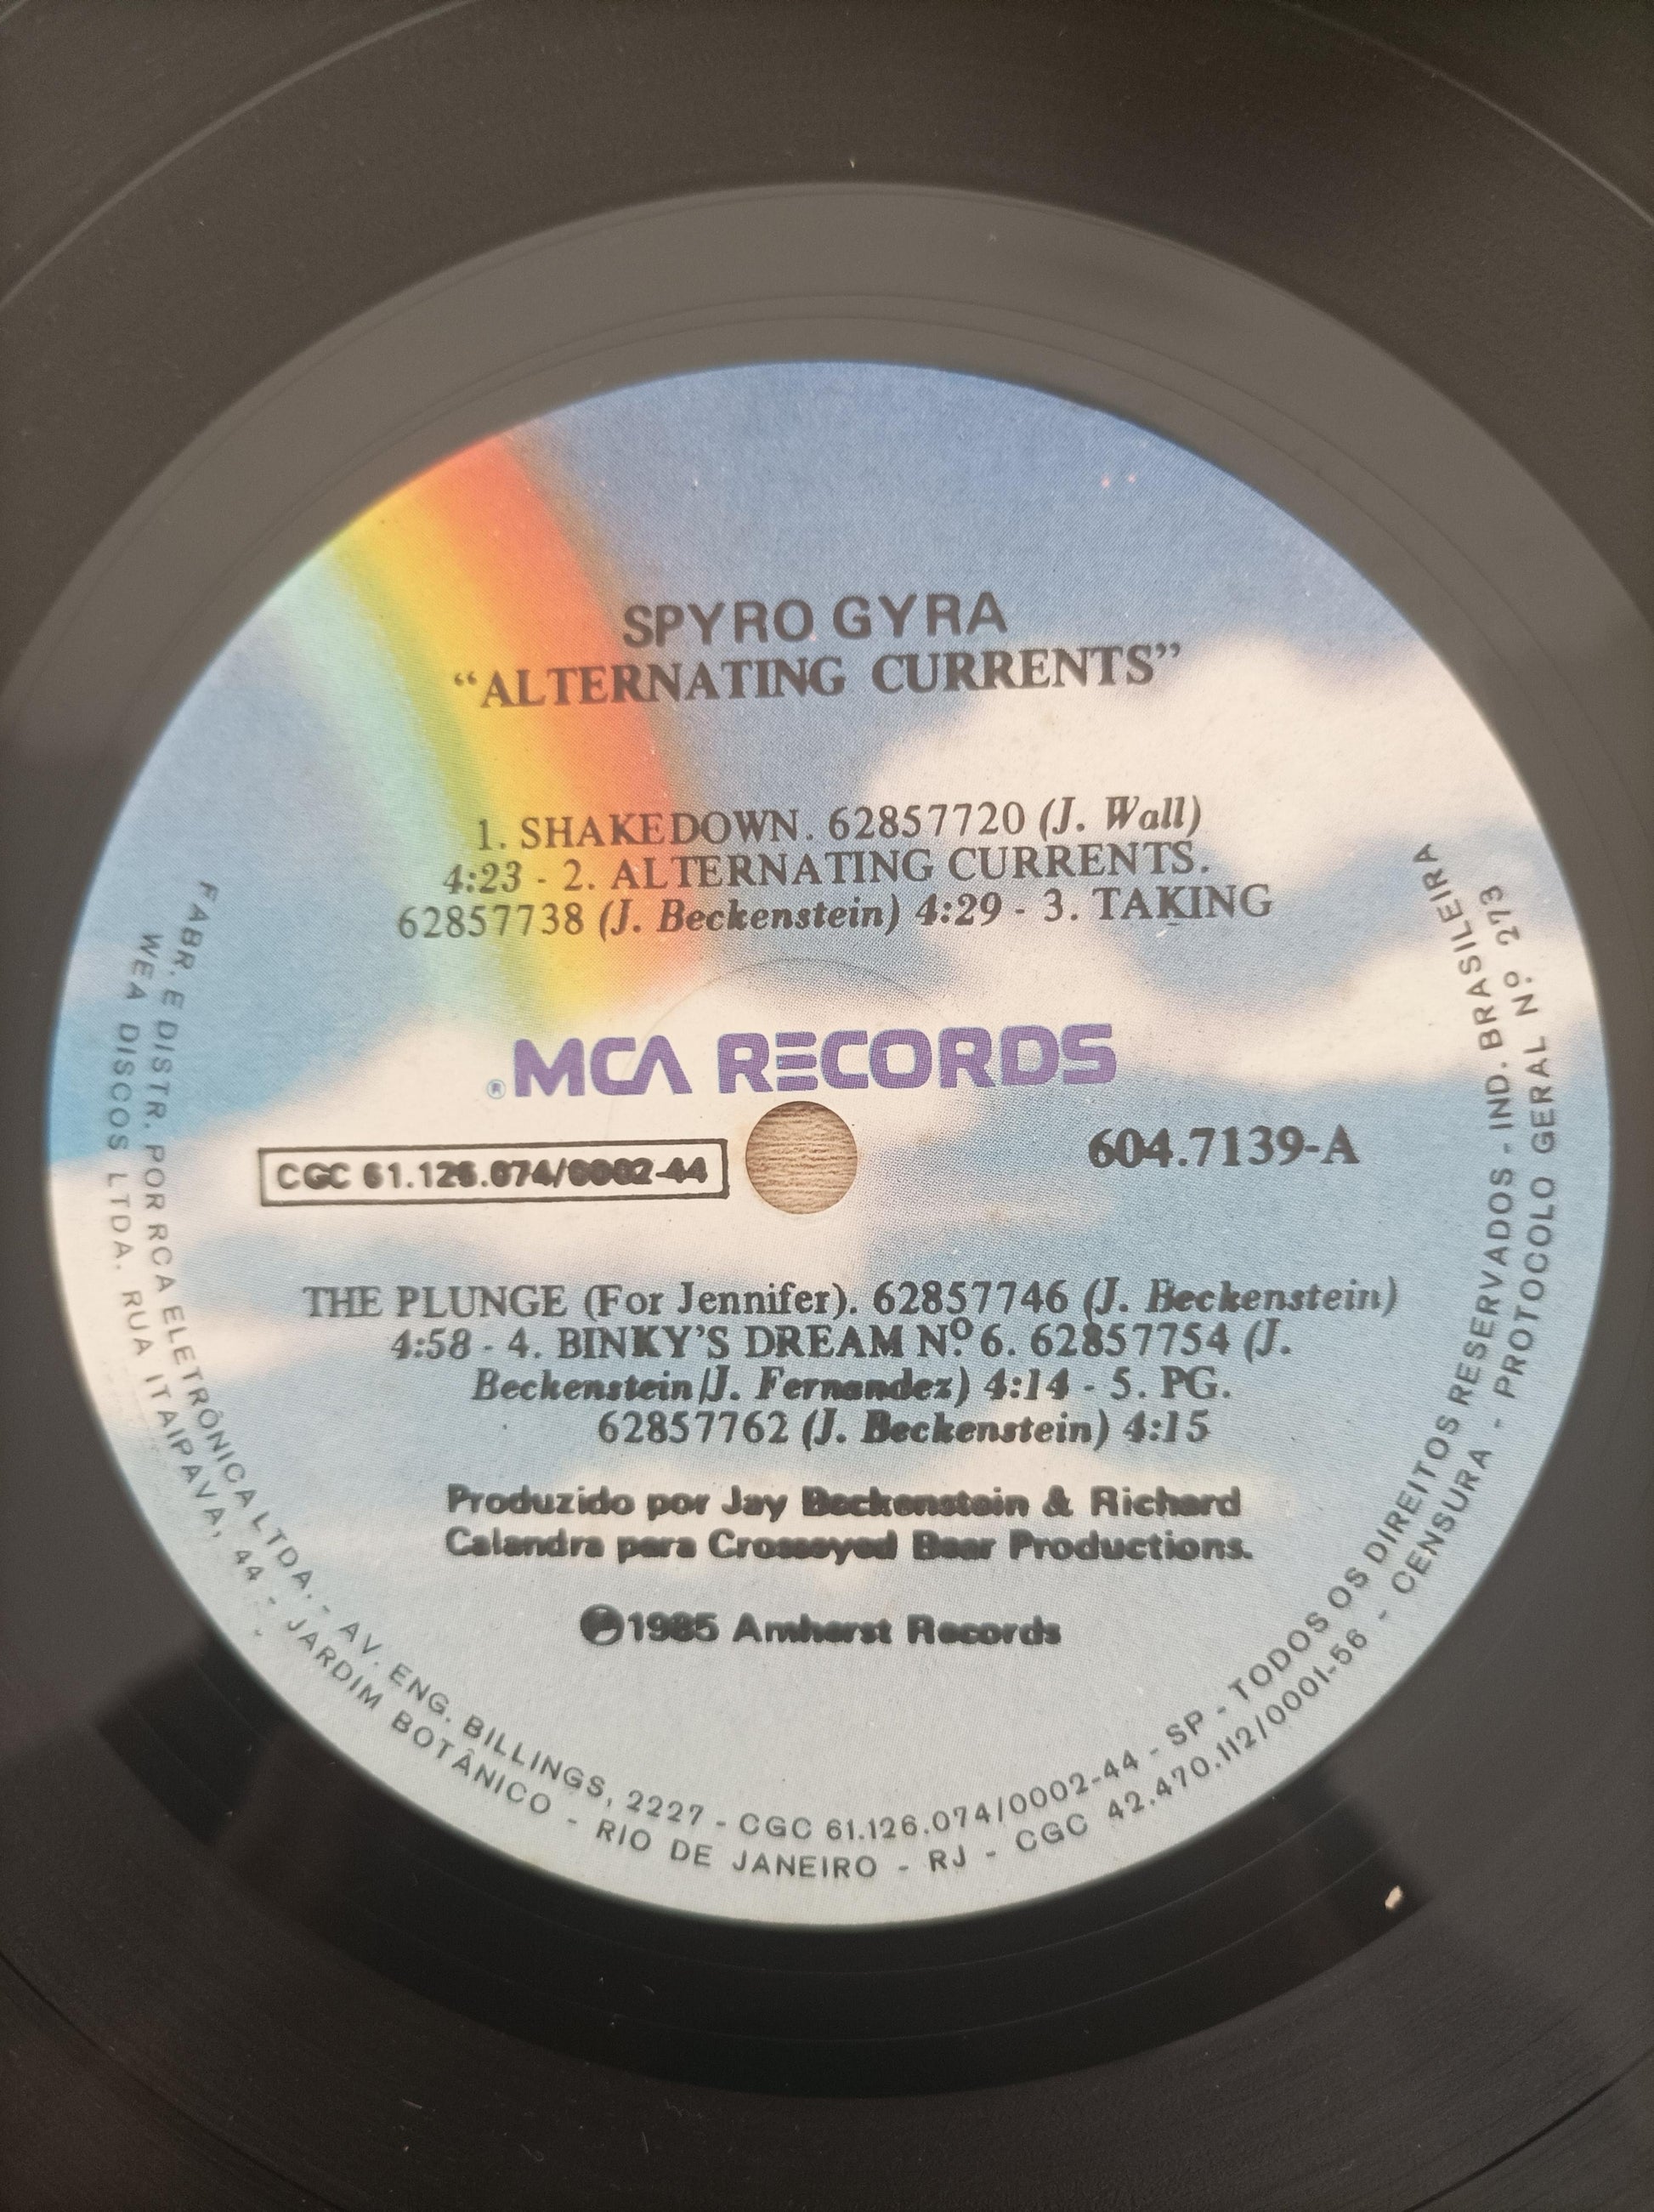 SPYRO GYRA
“ALTERNATING CURRENTS”
1. SHAKEDOWN. 62857720 (J. Wall)
4:23 - 2. ALTERNATING CURRENTS.
62857738 (J. Beckenstein) 4:29 - 3. TAKING
® MCA RECORDS
CGC 61.126.074/0002-44
604.7139-A
THE PLUNGE (For Jennifer). 62857746 (J. Beckenstein)
4:58 - 4. BINKY’S DREAM Nº 6. 62857754 (J.
Beckenstein/J. Fernandez) 4:14 - 5. PG.
62857762 (J. Beckenstein) 4:15
Produzido por Jay Beckenstein & Richard
Calandra para Crosseyed Bear Productions.
Ⓟ1985 Amherst Records
FABR. E DISTR. POR RCA ELETRÔNICA LTDA. - AV. ENG. BILLINGS, 2227 - CGC 61.126.074/0002-44 - SP - TODOS OS DIREITOS RESERVADOS - IND. BRASILEIRA
WEA DISCOS LTDA. RUA ITAIPAVA, 44 - JARDIM BOTÂNICO - RIO DE JANEIRO - RJ - CGC 42.470.112/0001-56 - CENSURA - PROTOCOLO GERAL Nº 273